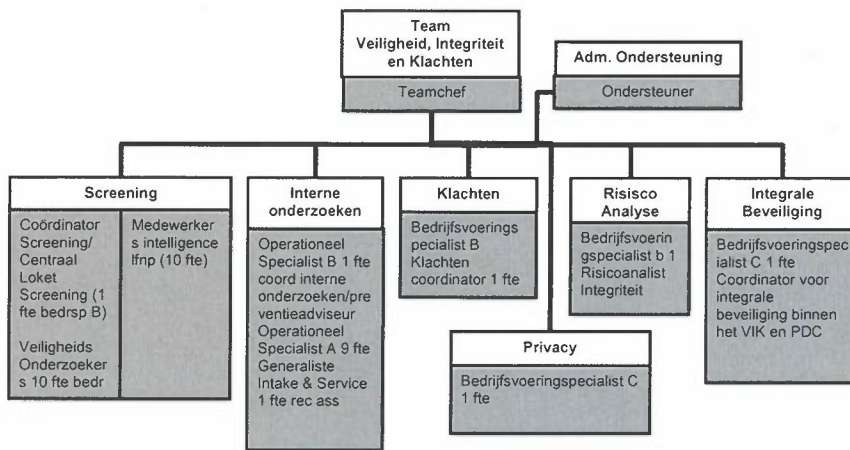 Team
Veiligheid, Integriteit
en Klachten
Teamchef
Adm. Ondersteuning
Ondersteuner
Screening
Coördinator
Screening/
Centraal
Loket
Screening (1
fte bedrsp B)
Veiligheids
Onderzoeker
s 10 fte bedr
Medewerker
s intelligence
lfnp (10 fte)
Interne
onderzoeken
Operationeel
Specialist B 1 fte
coord interne
onderzoeken/pre
ventieadviseur
Operationeel
Specialist A 9 fte
Generaliste
Intake & Service
1 fte rec ass
Klachten
Bedrijfsvoerings
pecialist B
Klachten
coordinator 1 fte
Privacy
Bedrijfsvoeringspecialist C
1 fte
Risisco
Analyse
Bedrijfsvoerin
gspecialist b 1
Risicoanalist
Integriteit
Integrale
Beveiliging
Bedrijfsvoeringspec
ialist C 1 fte
Coordinator voor
integrale
beveiliging binnen
het VIK en PDC